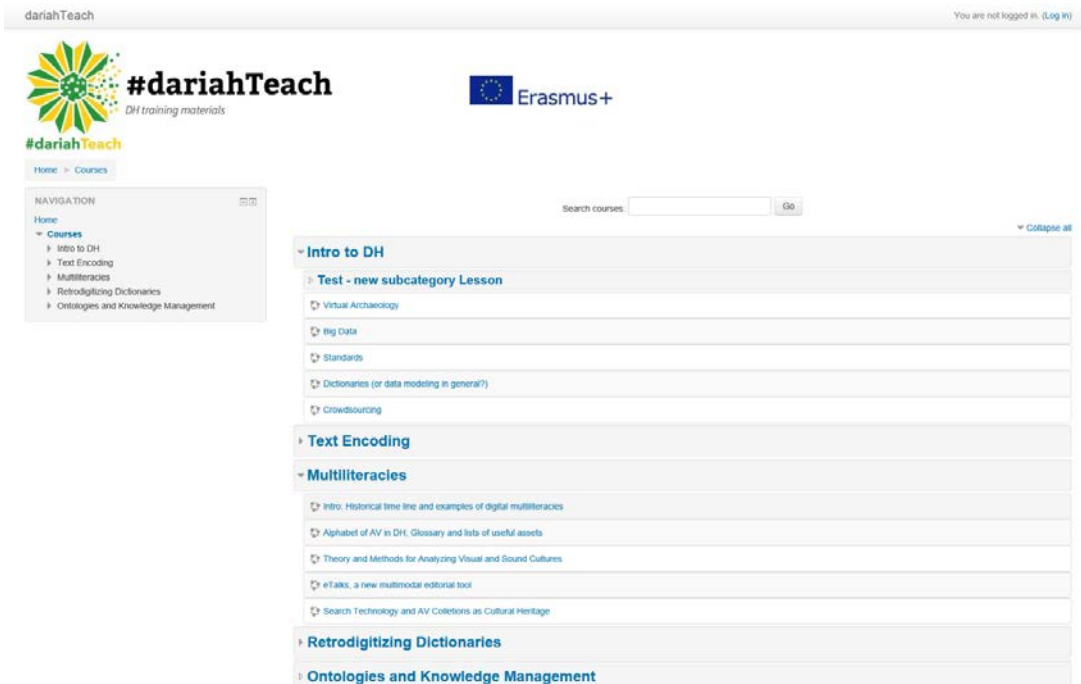 dariahTeach
You are not logged in. (Log in)
#dariahTeach
DH training materials
#dariahTeach
Erasmus+
Home > Courses
NAVIGATION
Home
Courses
Intro to DH
Text Encoding
Multiliteracies
Retrodigitizing Dictionaries
Ontologies and Knowledge Management
Search courses: Go
Collapse all
Intro to DH
Test - new subcategory Lesson
Virtual Archaeology
Big Data
Standards
Dictionaries (or data modeling in general?)
Crowdsourcing
Text Encoding
Multiliteracies
Intro: Historical time line and examples of digital multiliteracies
Alphabet of AV in DH; Glossary and lists of useful assets
Theory and Methods for Analyzing Visual and Sound Cultures
eTalks, a new multimodal editorial tool
Search Technology and AV Colletions as Cultural Heritage
Retrodigitizing Dictionaries
Ontologies and Knowledge Management